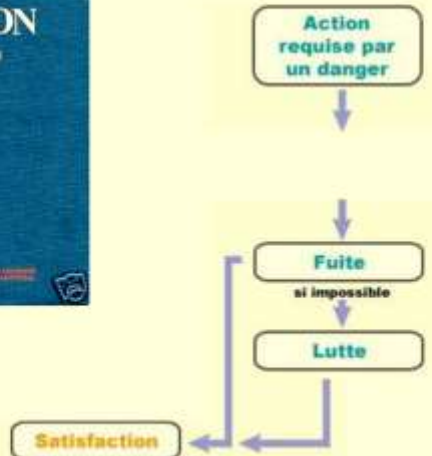 ON
Action
requise par
un danger
Fuite
si impossible
Lutte
Satisfaction